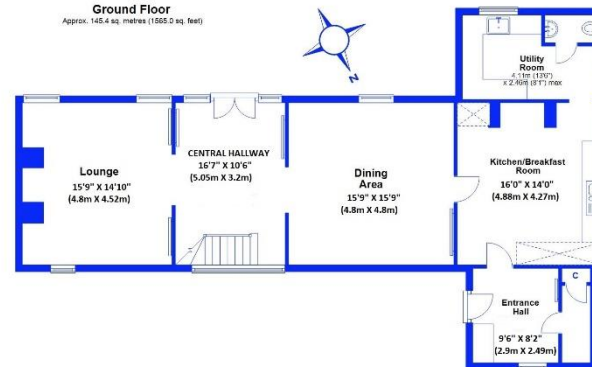 Ground Floor
Approx. 145.4 sq. metres (1565.0 sq. feet)
N
Utility
Room
4.11m (13'6")
x 2.46m (8'1") max
Lounge
15'9" X 14'10"
(4.8m X 4.52m)
CENTRAL HALLWAY
16'7" X 10'6"
(5.05m X 3.2m)
Dining
Area
15'9" X 15'9"
(4.8m X 4.8m)
Kitchen/Breakfast
Room
16'0" X 14'0"
(4.88m X 4.27m)
C
Entrance
Hall
9'6" X 8'2"
(2.9m X 2.49m)